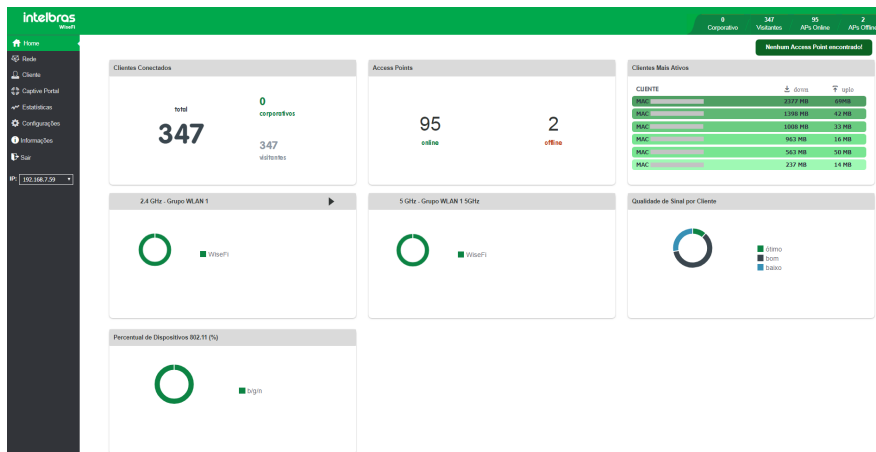 intelbras
WiseFi
0 347 95 2
Corporativo Visitantes APs Online APs Offline
Nenhum Access Point encontrado!
Home
Rede
Cliente
Captive Portal
Estatísticas
Configurações
Informações
Sair
IP: 192.168.7.59
Clientes Conectados
total
347
0
corporativos
347
visitantes
Access Points
95
online
2
offline
Clientes Mais Ativos
CLIENTE down uplo
MAC 2377 MB 69MB
MAC 1398 MB 42 MB
MAC 1008 MB 33 MB
MAC 963 MB 16 MB
MAC 563 MB 50 MB
MAC 237 MB 14 MB
2.4 GHz - Grupo WLAN 1
WiseFi
5 GHz - Grupo WLAN 1 5GHz
WiseFi
Qualidade de Sinal por Cliente
ótimo
bom
baixo
Percentual de Dispositivos 802.11 (%)
b/g/n